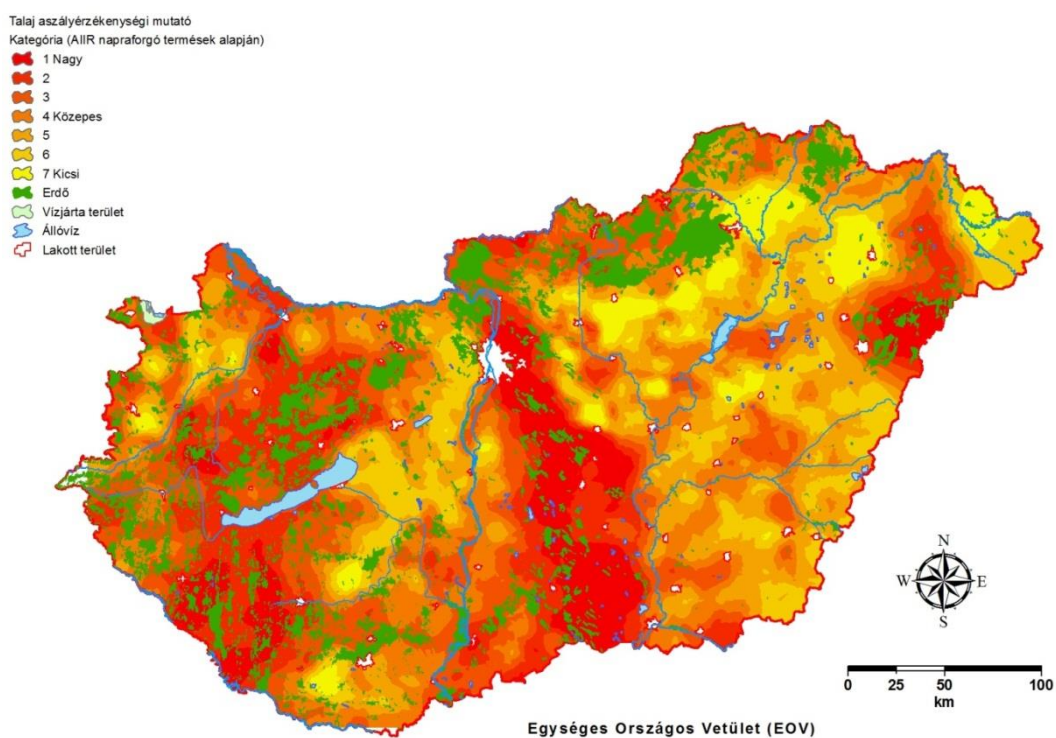 Talaj aszályérzékenységi mutató
Kategória (AIIR napraforgó termések alapján)
1 Nagy
2
3
4 Közepes
5
6
7 Kicsi
Erdő
Vízjárta terület
Állóvíz
Lakott terület
N
W E
S
0 25 50 100
km
Egységes Országos Vetület (EOV)